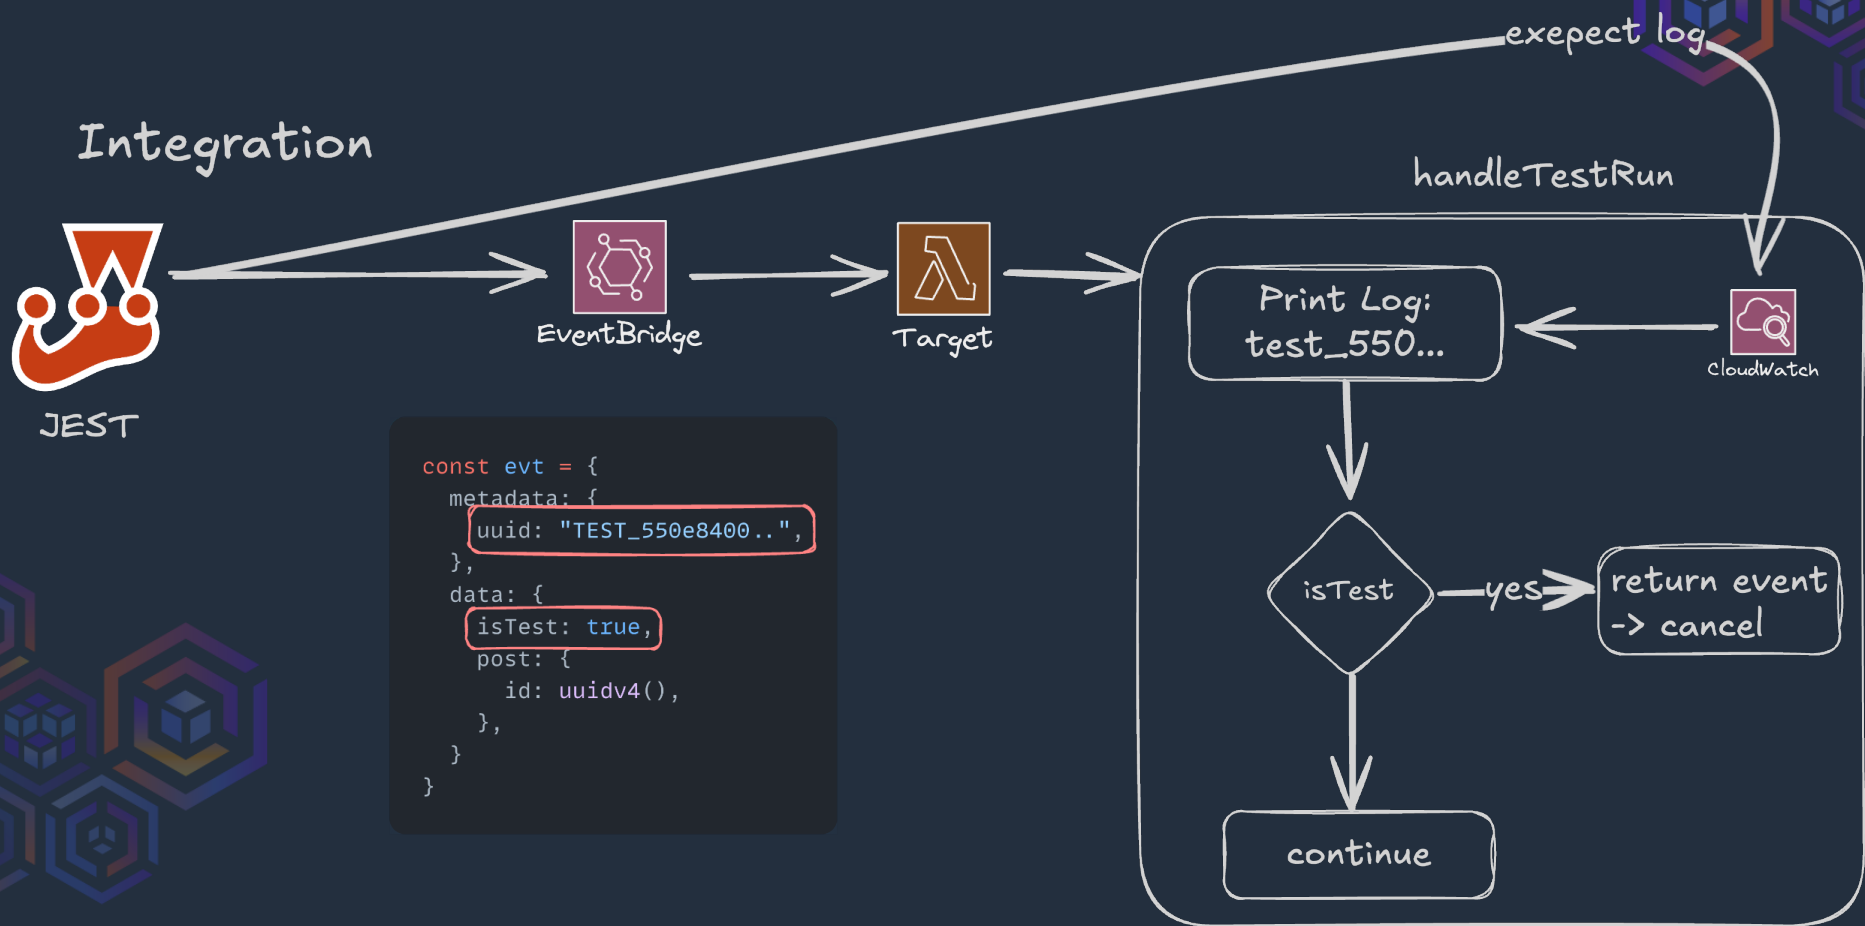 exepect log
Integration
handleTestRun
EventBridge
Target
JEST
Print Log:
test_550...
CloudWatch
const evt = {
metadata: {
uuid: "TEST_550e8400..",
},
data: {
isTest: true,
post: {
id: uuidv4(),
},
}
}
isTest
yes
return event
-> cancel
continue